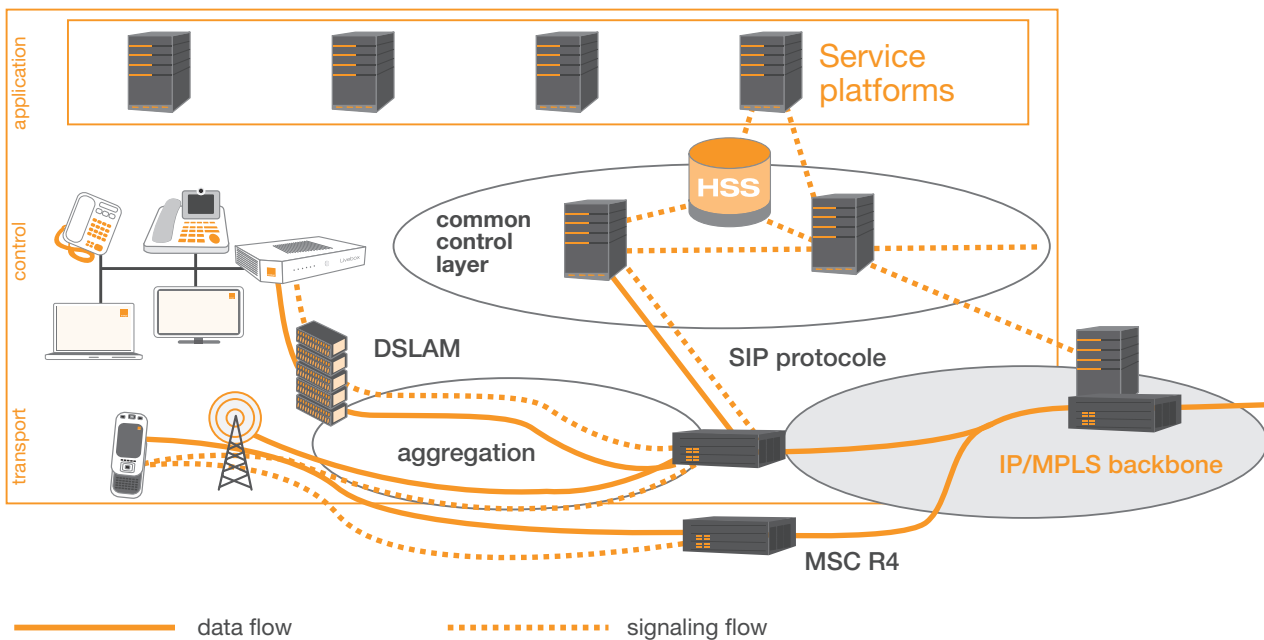 application
Service
platforms
HSS
common
control
layer
control
Livebox
DSLAM
SIP protocole
transport
aggregation
IP/MPLS backbone
MSC R4
data flow
signaling flow